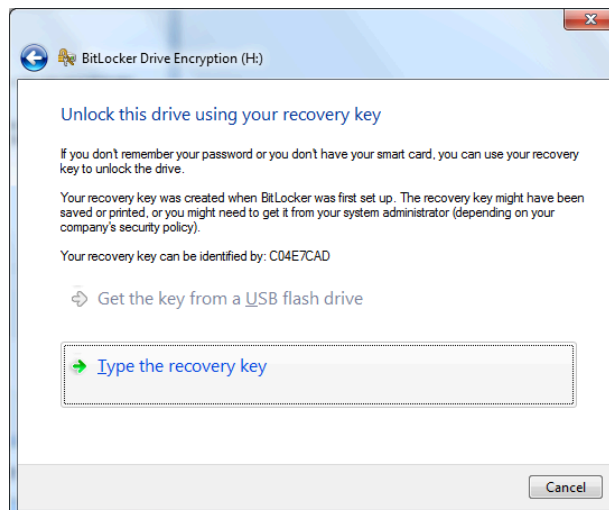 BitLocker Drive Encryption (H:)
Unlock this drive using your recovery key
If you don't remember your password or you don't have your smart card, you can use your recovery
key to unlock the drive.
Your recovery key was created when BitLocker was first set up. The recovery key might have been
saved or printed, or you might need to get it from your system administrator (depending on your
company's security policy).
Your recovery key can be identified by: C04E7CAD
Get the key from a USB flash drive
Type the recovery key
Cancel